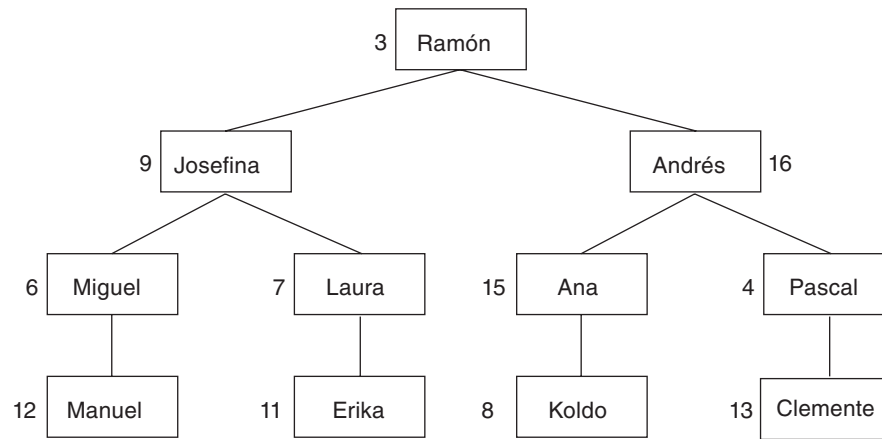 3 Ramón
9 Josefina Andrés 16
6 Miguel 7 Laura 15 Ana 4 Pascal
12 Manuel 11 Erika 8 Koldo 13 Clemente